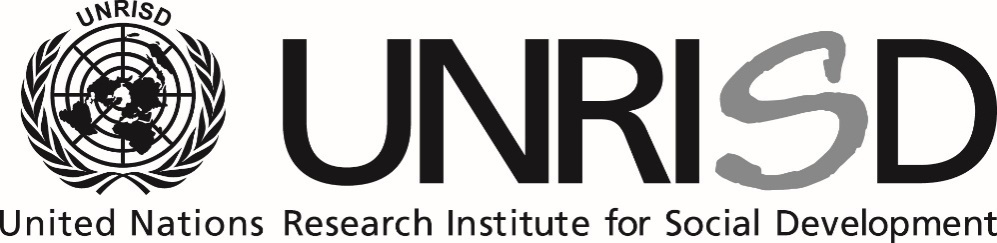 UNRISD
UNRISD
United Nations Research Institute for Social Development